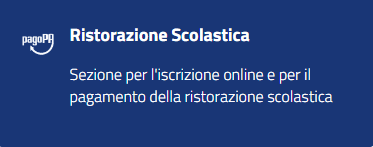 pagoPA
Ristorazione Scolastica
Sezione per l'iscrizione online e per il
pagamento della ristorazione scolastica